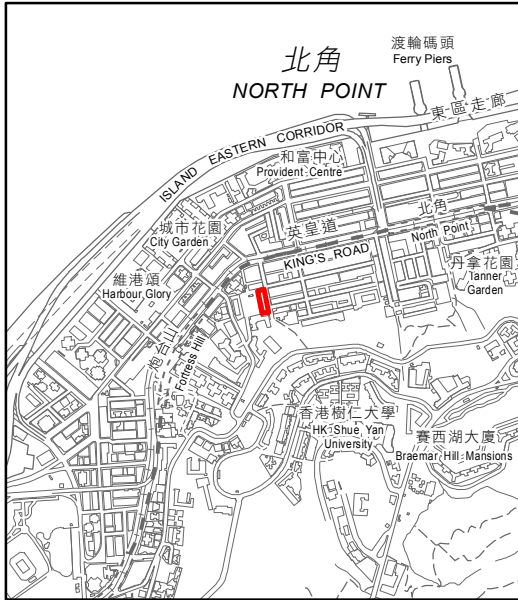 北角
NORTH POINT
渡輪碼頭
Ferry Piers
東區走廊
ISLAND EASTERN CORRIDOR
和富中心
Provident Centre
城市花園
City Garden
英皇道
KING'S ROAD
北角
North Point
丹拿花園
Tanner
Garden
維港頌
Harbour Glory
炮台山
Fortress Hill
香港樹仁大學
HK Shue Yan
University
賽西湖大廈
Braemar Hill Mansions